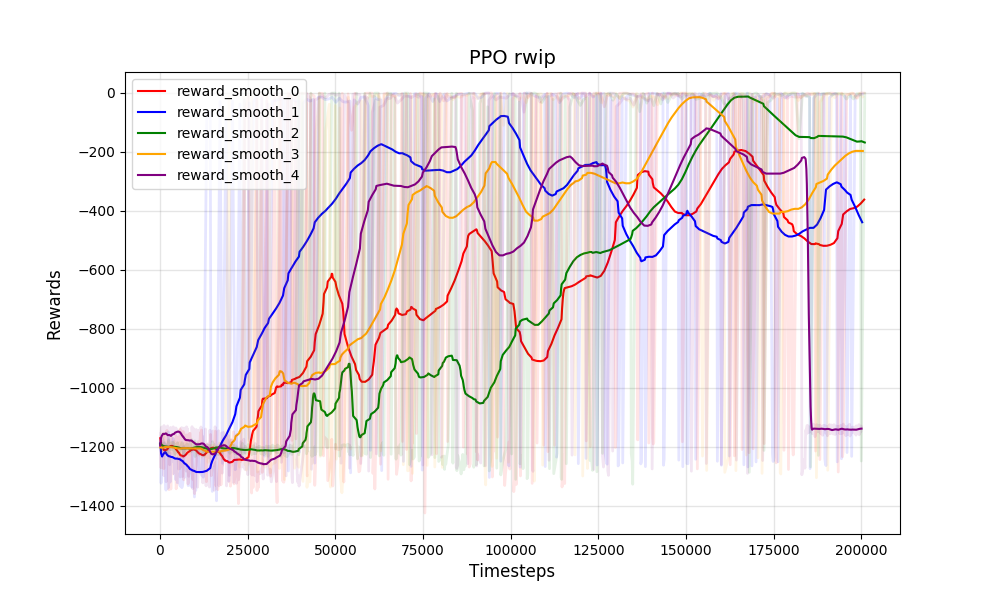 PPO rwip
reward_smooth_0
reward_smooth_1
reward_smooth_2
reward_smooth_3
reward_smooth_4
0
−200
−400
−600
−800
−1000
−1200
−1400
Rewards
0 25000 50000 75000 100000 125000 150000 175000 200000
Timesteps